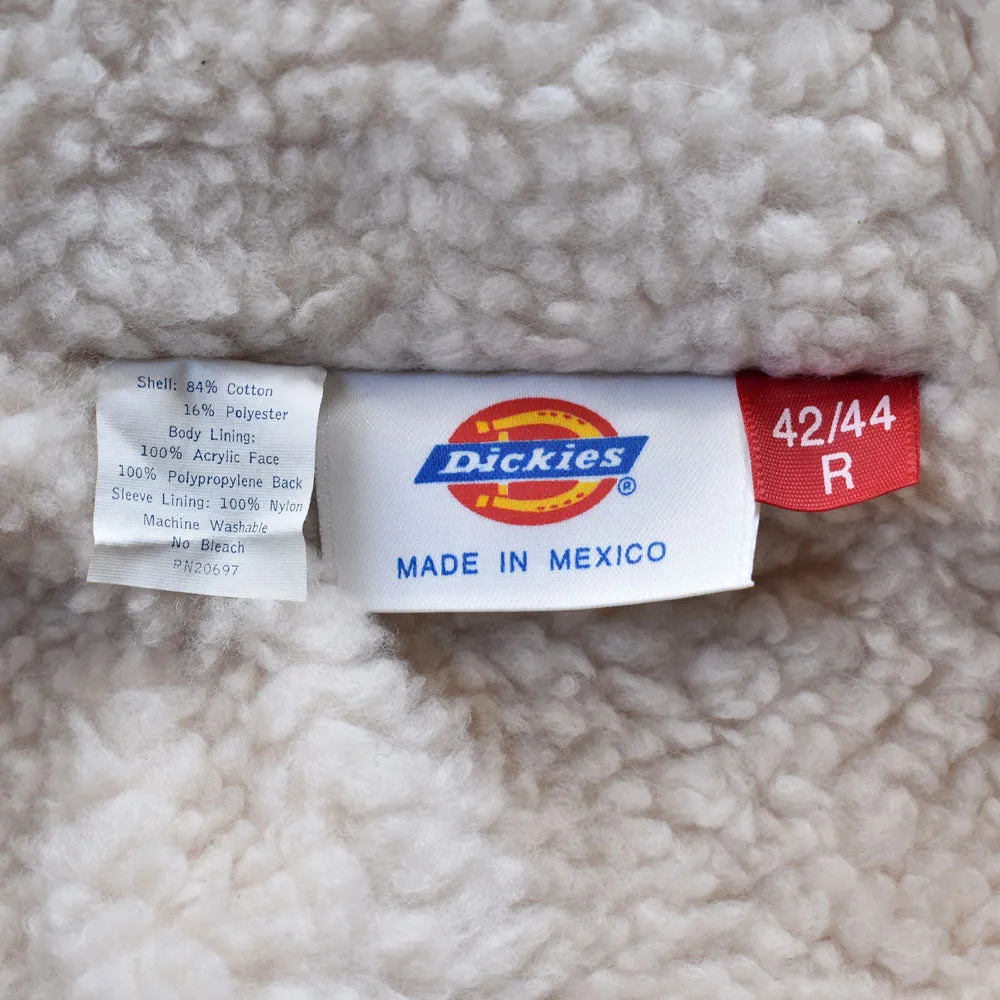 Shell: 84% Cotton
16% Polyester
Body Lining:
100% Acrylic Face
100% Polypropylene Back
Sleeve Lining: 100% Nylon
Machine Washable
No Bleach
RN20697
Dickies
®
MADE IN MEXICO
42/44
R